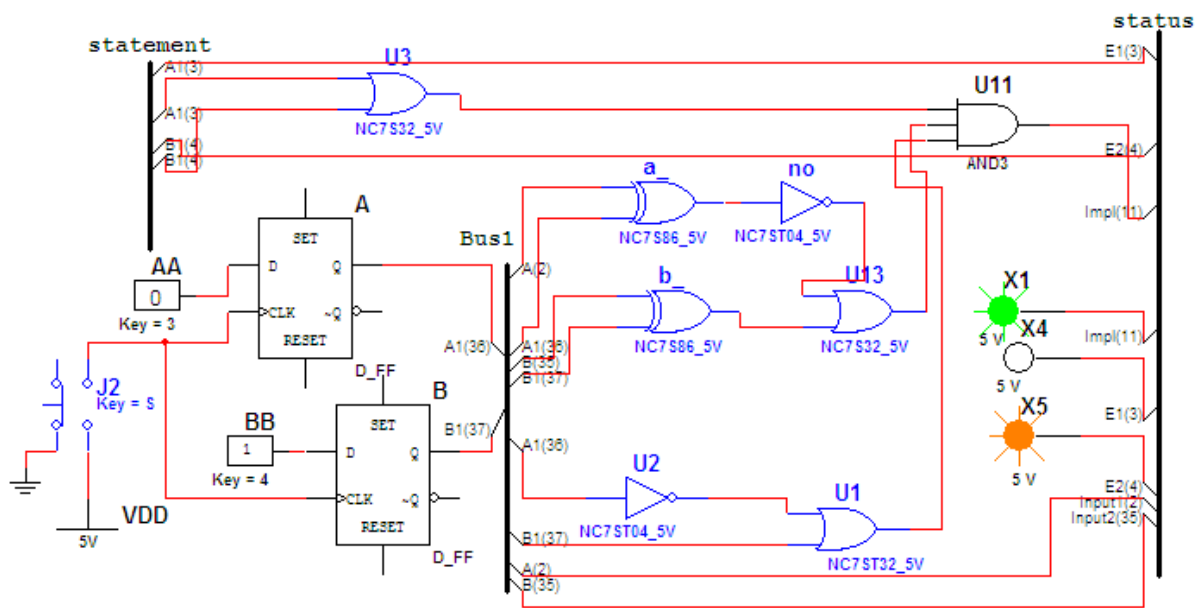 status
statement
A1(3)
U3
E1(3)
U11
A1(3)
NC7S32_5V
B1(4)
B1(4)
AND3
E2(4)
a_
no
A
SET
Bus1
NC7S86_5V
NC7ST04_5V
Impl(11)
A(2)
AA
D
Q
b_
U13
X1
0
CLK
~Q
Key = 3
RESET
A1(36)
A1(36)
B(35)
B1(37)
NC7S86_5V
NC7S32_5V
5 V
Impl(11)
X4
D_FF
J2
Key = S
B
5 V
BB
SET
B1(37)
X5
E1(3)
1
D
Q
A1(36)
Key = 4
U2
5 V
CLK
~Q
U1
E2(4)
Input1(2)
Input2(35)
VDD
RESET
NC7ST04_5V
B1(37)
5V
D_FF
NC7ST32_5V
A(2)
B(35)